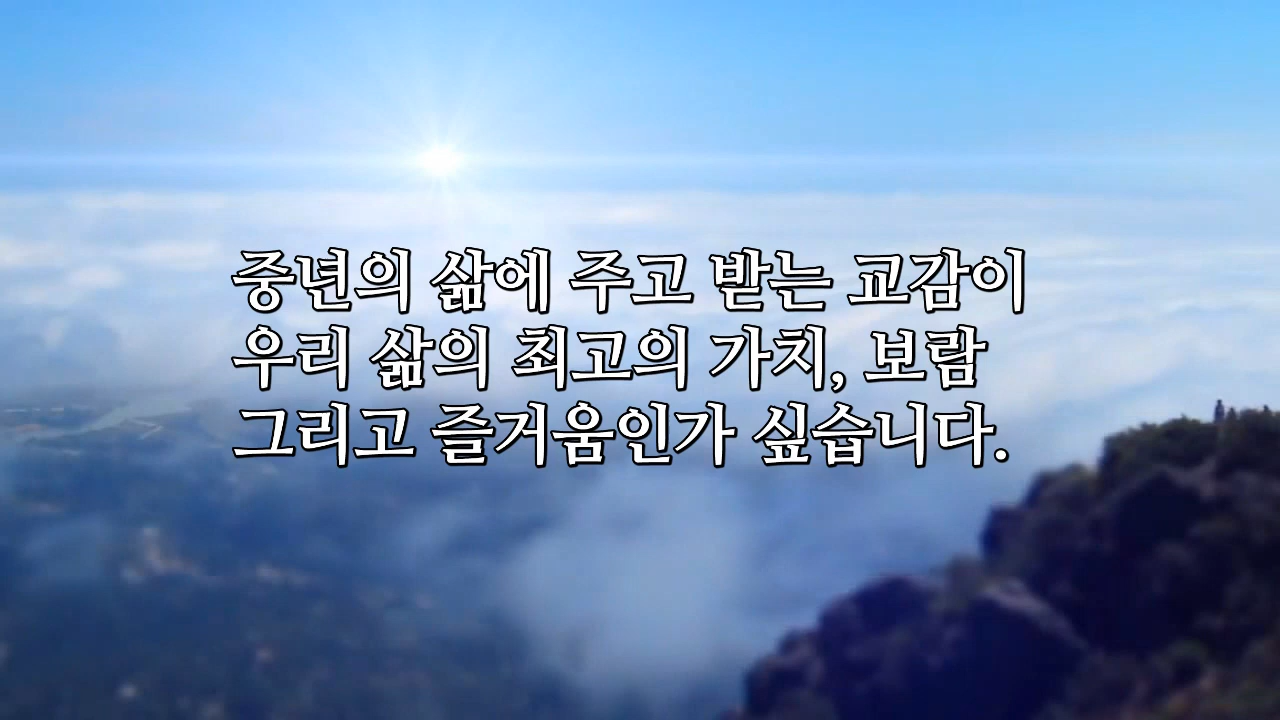 중년의 삶에 주고 받는 교감이
우리 삶의 최고의 가치, 보람
그리고 즐거움인가 싶습니다.